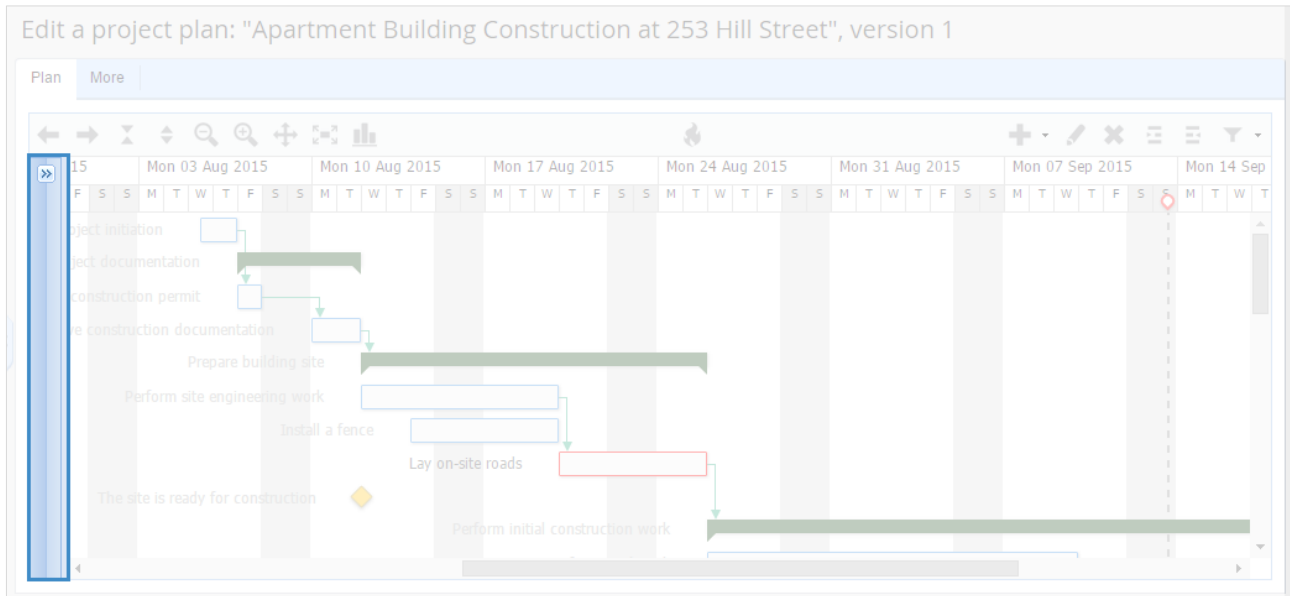 Edit a project plan: "Apartment Building Construction at 253 Hill Street", version 1
Plan More
15 Mon 03 Aug 2015 Mon 10 Aug 2015 Mon 17 Aug 2015 Mon 24 Aug 2015 Mon 31 Aug 2015 Mon 07 Sep 2015 Mon 14 Sep
F S S M T W T F S S M T W T F S S M T W T F S S M T W T F S S M T W T F S S M T W T F S S M T W T
oject initiation
ject documentation
construction permit
ve construction documentation
Prepare building site
Perform site engineering work
Install a fence
Lay on-site roads
The site is ready for construction
Perform initial construction work